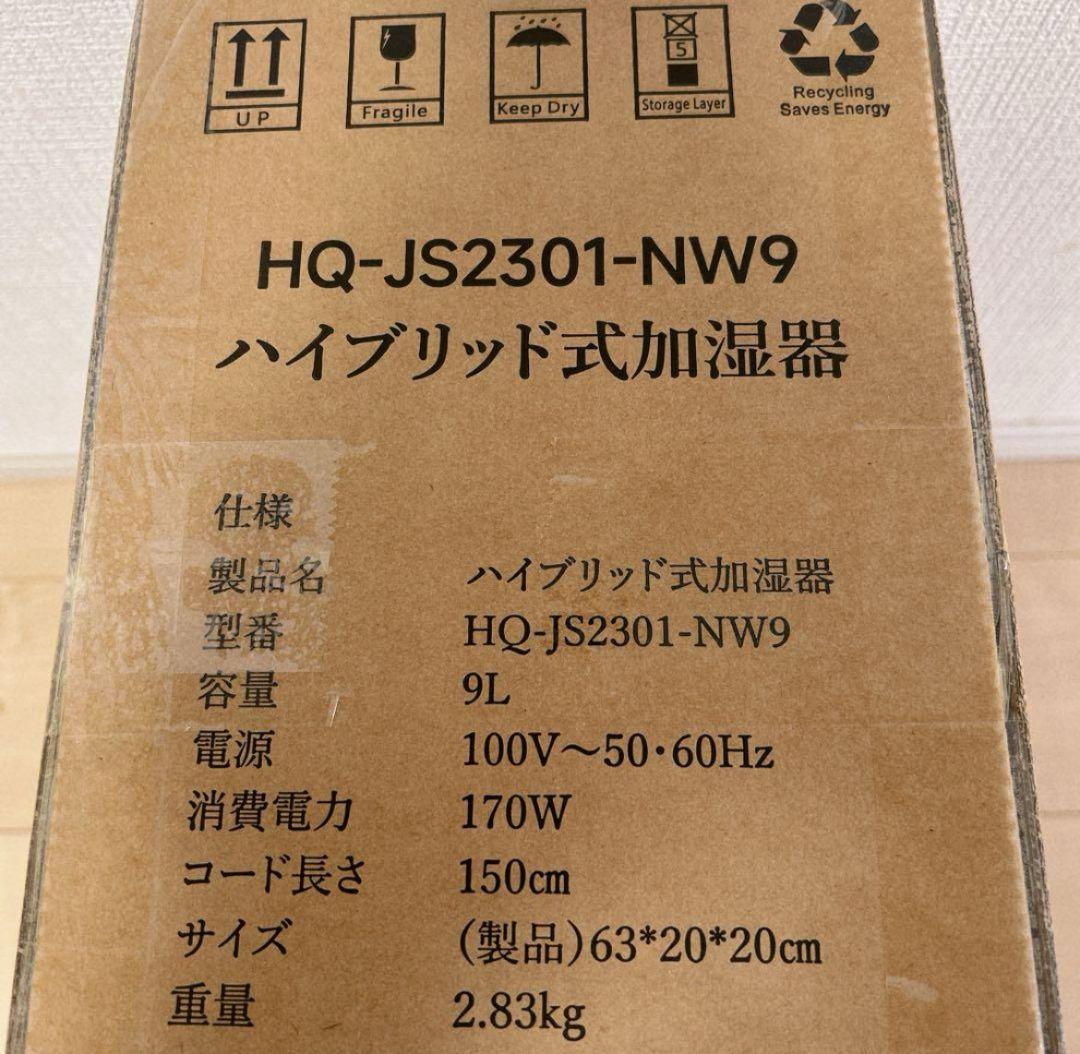 UP
Fragile
Keep Dry
5
Storage Layer
Recycling
Saves Energy
HQ-JS2301-NW9
ハイブリッド式加湿器
仕様
製品名 ハイブリッド式加湿器
型番 HQ-JS2301-NW9
容量 9L
電源 100V〜50・60Hz
消費電力 170W
コード長さ 150㎝
サイズ (製品)63*20*20㎝
重量 2.83kg